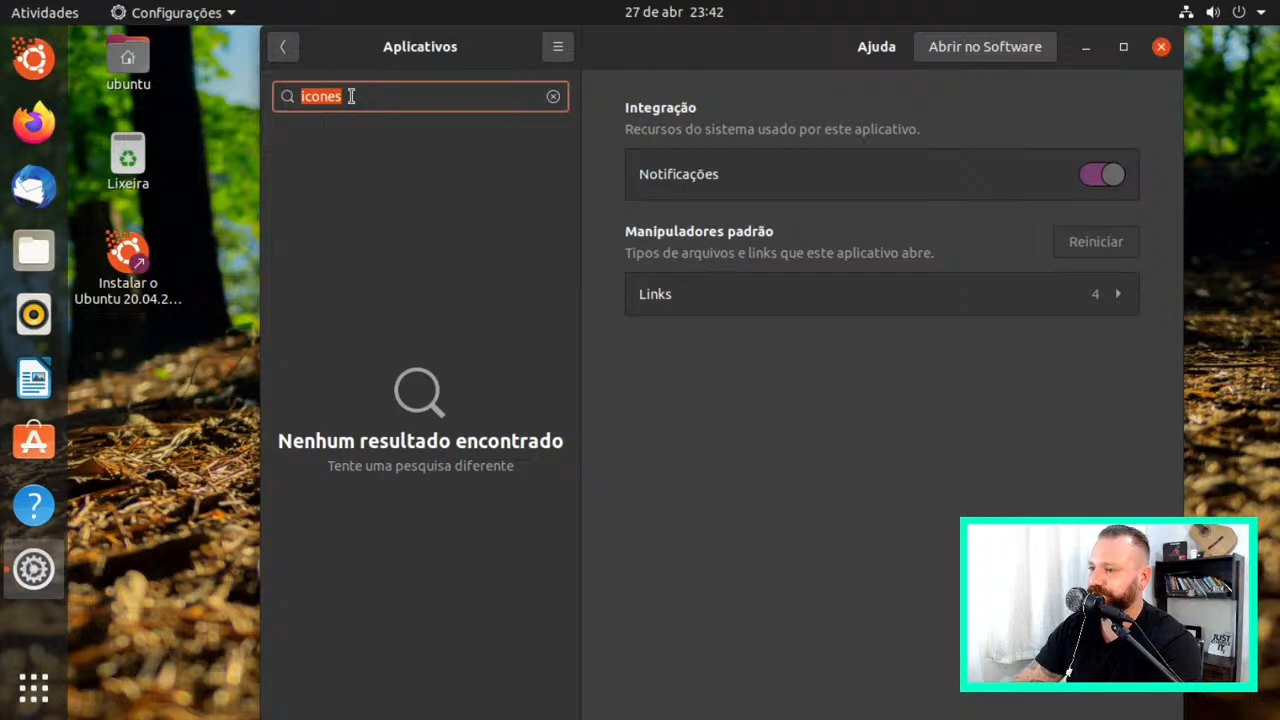 Atividades
Configurações
27 de abr 23:42
ubuntu
Lixeira
Instalar o
Ubuntu 20.04.2...
Aplicativos
icones
Nenhum resultado encontrado
Tente uma pesquisa diferente
Ajuda
Abrir no Software
Integração
Recursos do sistema usado por este aplicativo.
Notificações
Manipuladores padrão
Tipos de arquivos e links que este aplicativo abre.
Reiniciar
Links
4
JUST